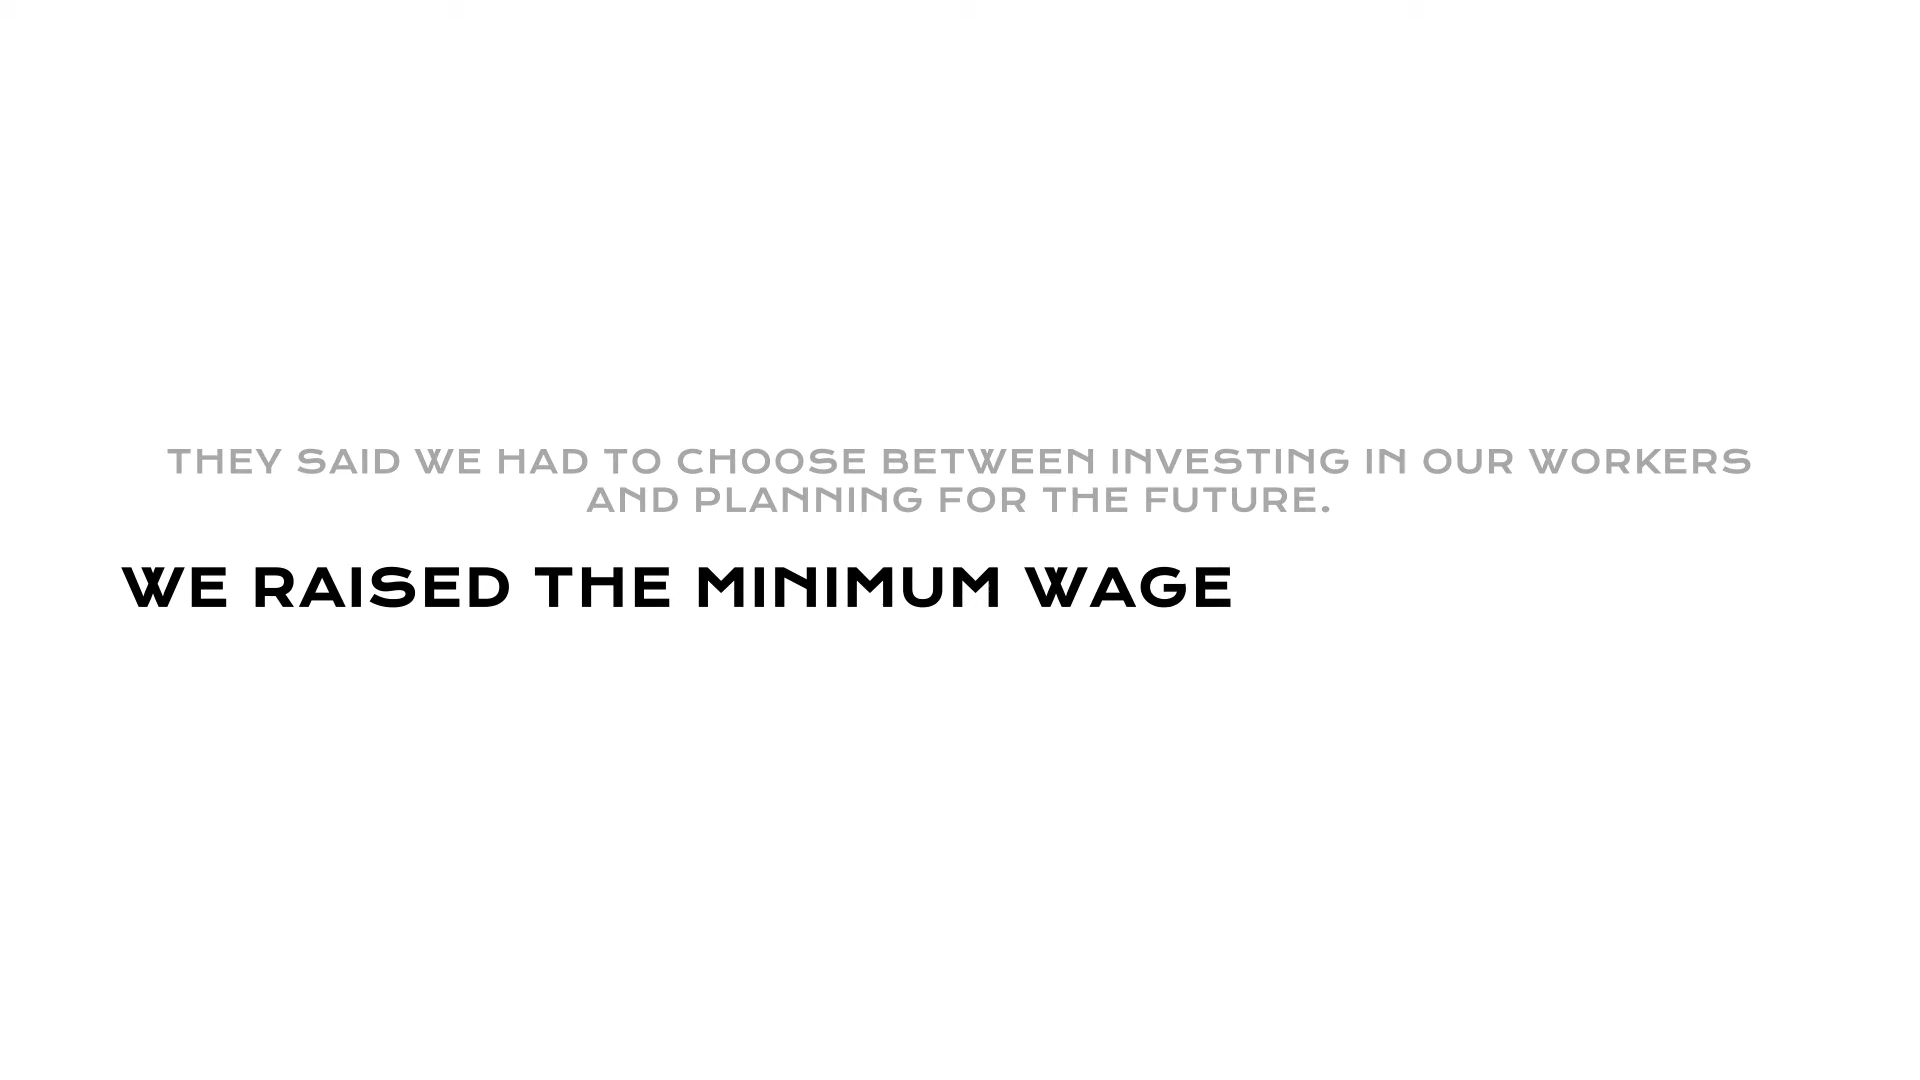 THEY SAID WE HAD TO CHOOSE BETWEEN INVESTING IN OUR WORKERS
AND PLANNING FOR THE FUTURE.
WE RAISED THE MINIMUM WAGE